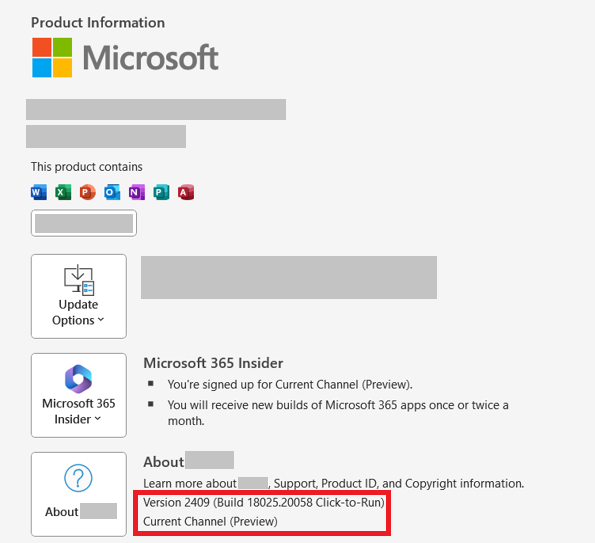 Product Information
Microsoft
This product contains
Update
Options
Microsoft 365 Insider
You're signed up for Current Channel (Preview).
You will receive new builds of Microsoft 365 apps once or twice a
month.
Microsoft 365
Insider
About
Learn more about , Support, Product ID, and Copyright information.
Version 2409 (Build 18025.20058 Click-to-Run)
Current Channel (Preview)
About